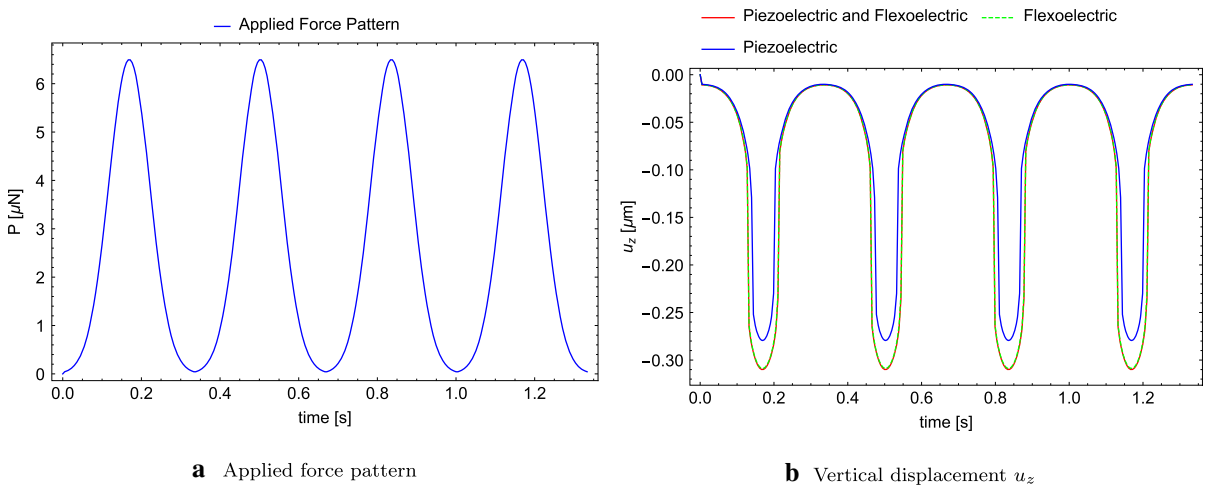 Applied Force Pattern
P [μN]
6
5
4
3
2
1
0
0.0 0.2 0.4 0.6 0.8 1.0 1.2
time [s]
a Applied force pattern
Piezoelectric and Flexoelectric Flexoelectric
Piezoelectric
u_z [μm]
0.00
−0.05
−0.10
−0.15
−0.20
−0.25
−0.30
0.0 0.2 0.4 0.6 0.8 1.0 1.2
time [s]
b Vertical displacement u_z